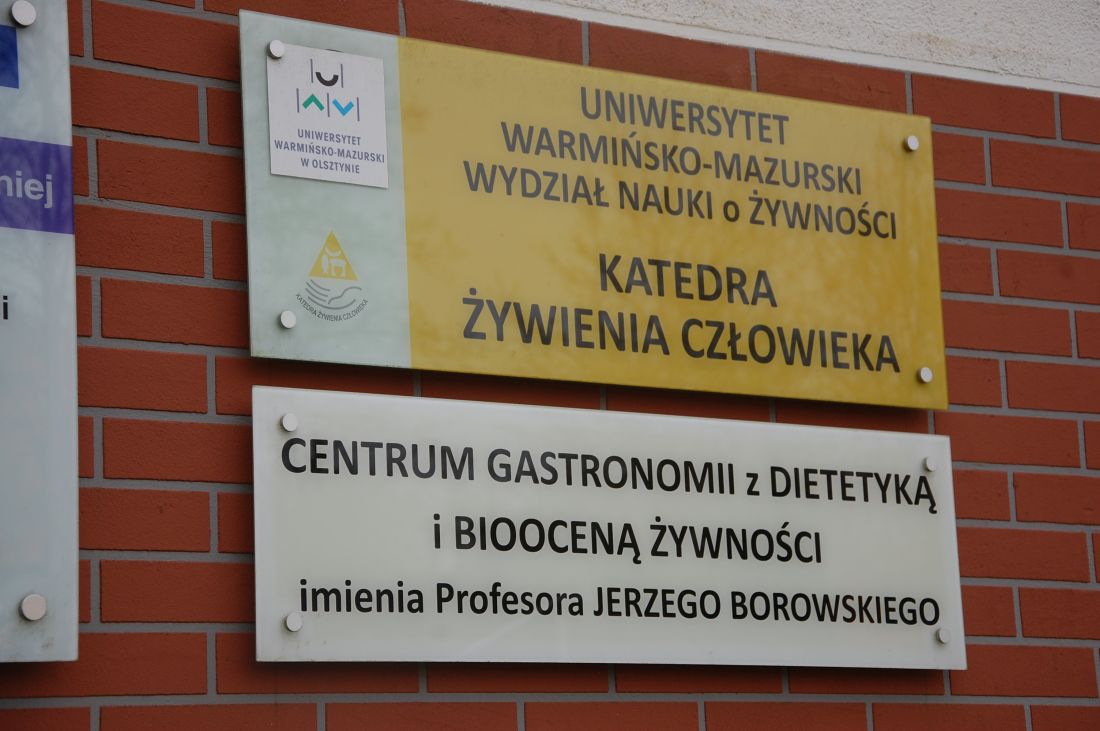 niej
i
UNIWERSYTET
WARMIŃSKO-MAZURSKI
W OLSZTYNIE
KATEDRA ŻYWIENIA CZŁOWIEKA
UNIWERSYTET
WARMIŃSKO-MAZURSKI
WYDZIAŁ NAUKI o ŻYWNOŚCI
KATEDRA
ŻYWIENIA CZŁOWIEKA
CENTRUM GASTRONOMII z DIETETYKĄ
i BIOOCENĄ ŻYWNOŚCI
imienia Profesora JERZEGO BOROWSKIEGO